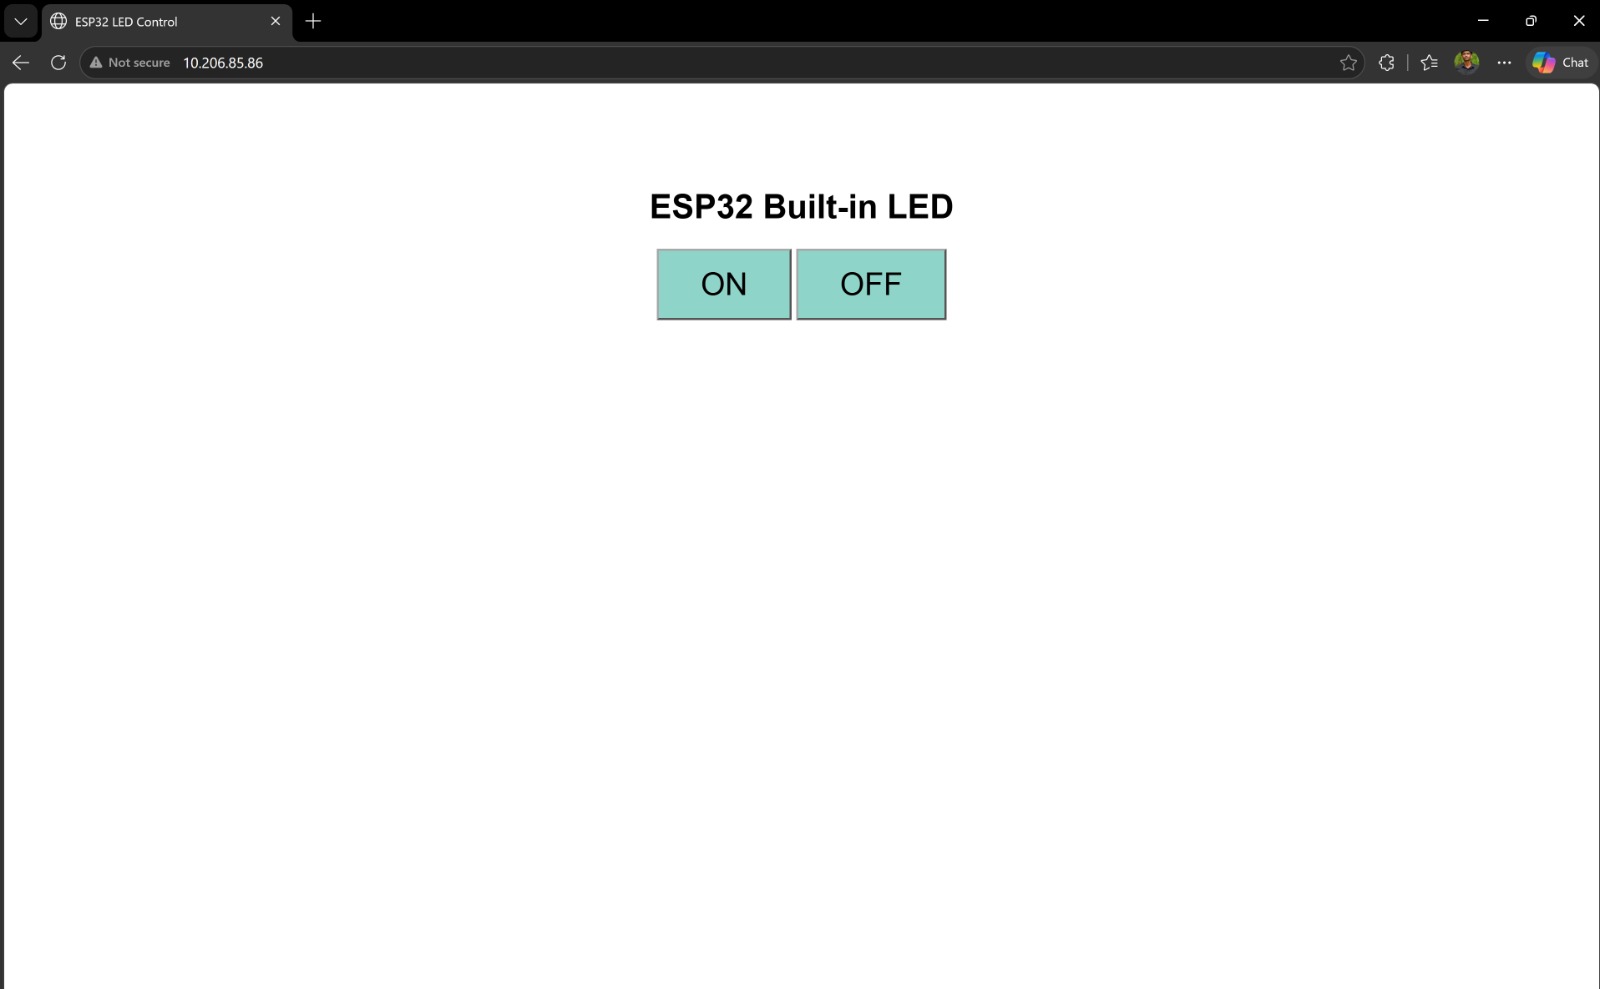 ESP32 LED Control
Not secure 10.206.85.86
Chat
ESP32 Built-in LED
ON OFF